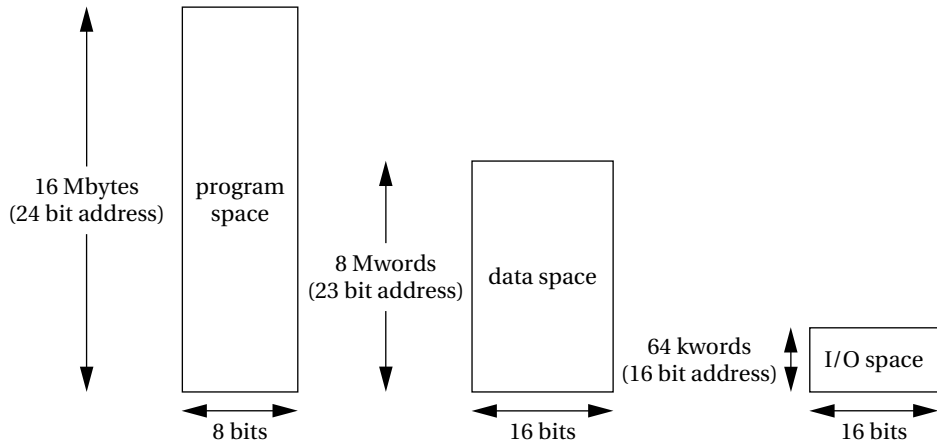 16 Mbytes
(24 bit address)
program
space
8 bits
8 Mwords
(23 bit address)
data space
16 bits
64 kwords
(16 bit address)
I/O space
16 bits